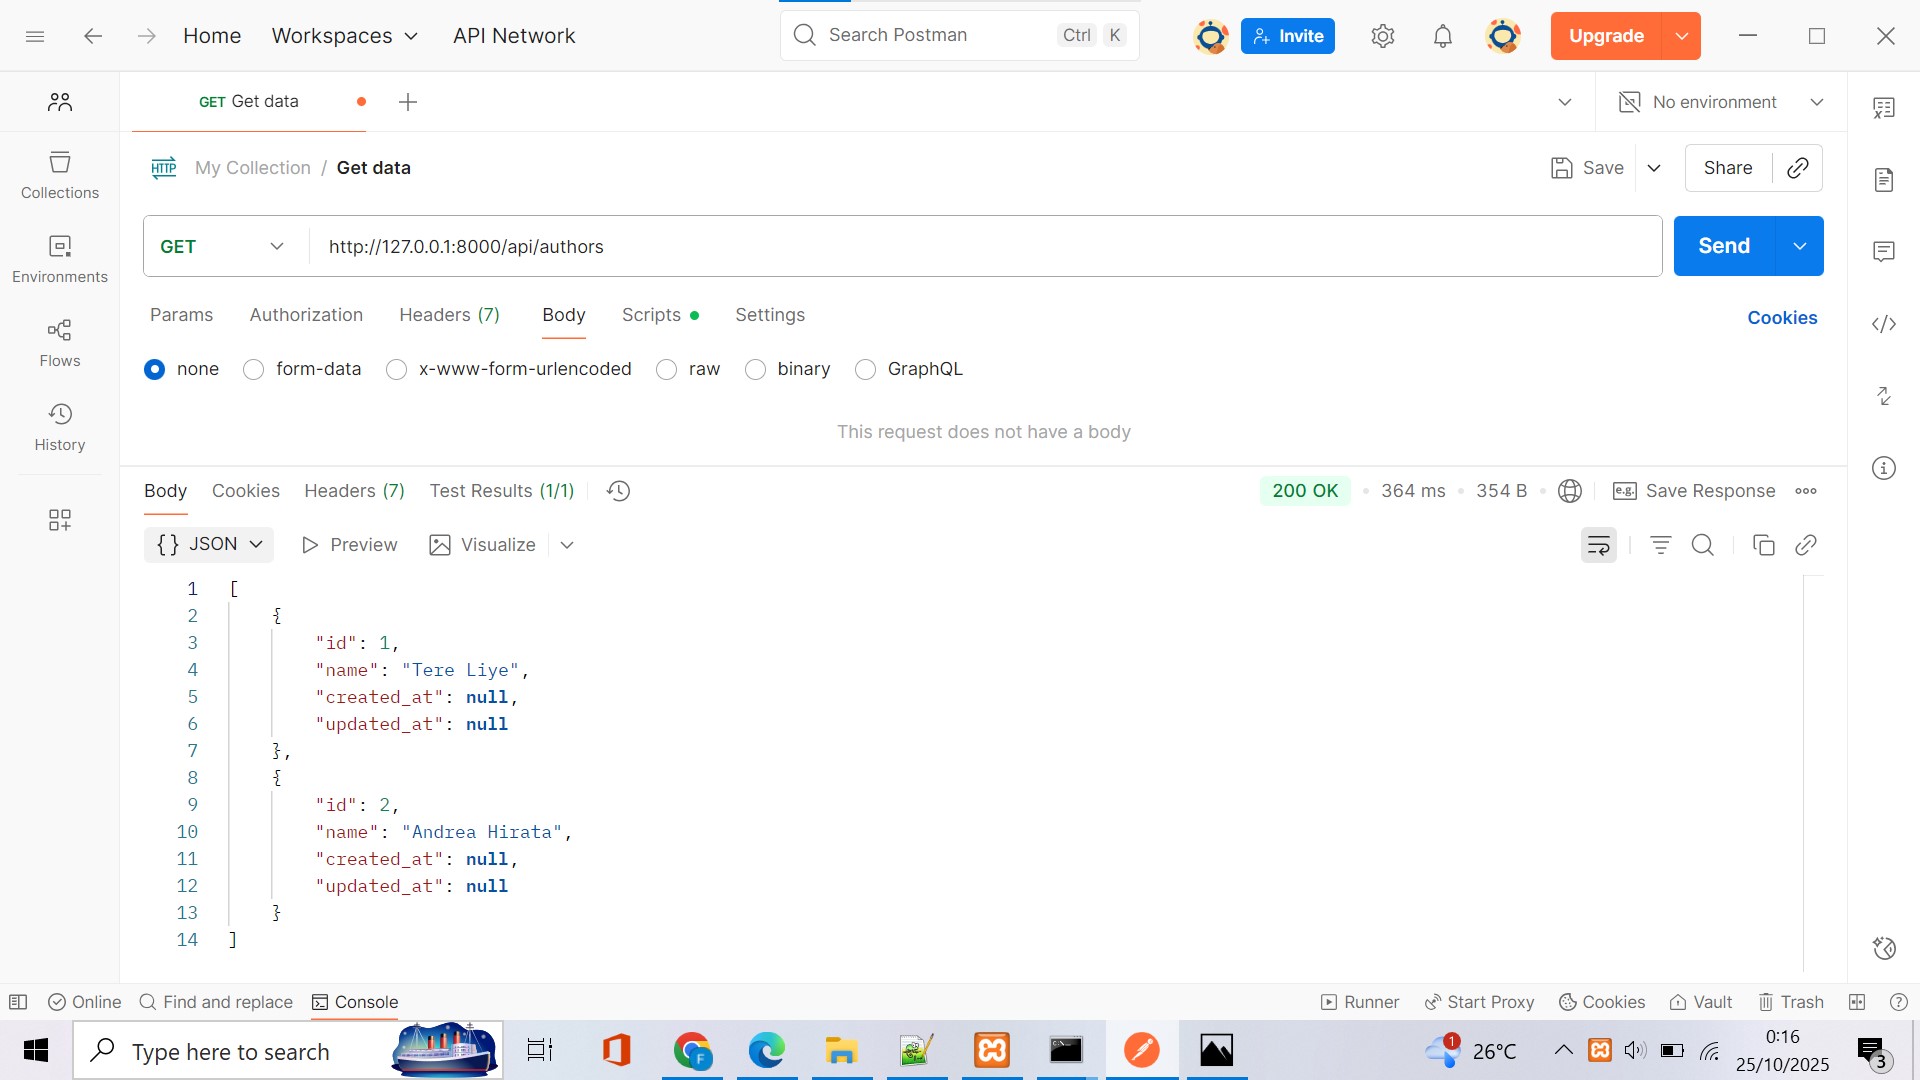 Home
Workspaces
API Network
Search Postman
Ctrl K
Invite
Upgrade
GET Get data
No environment
HTTP
My Collection / Get data
Save
Share
Collections
Environments
Flows
History
GET
http://127.0.0.1:8000/api/authors
Send
Params
Authorization
Headers (7)
Body
Scripts
Settings
Cookies
none
form-data
x-www-form-urlencoded
raw
binary
GraphQL
This request does not have a body
Body
Cookies
Headers (7)
Test Results (1/1)
200 OK
364 ms
354 B
e.g.
Save Response
{} JSON
Preview
Visualize
1 [
2 {
3 "id": 1,
4 "name": "Tere Liye",
5 "created_at": null,
6 "updated_at": null
7 },
8 {
9 "id": 2,
10 "name": "Andrea Hirata",
11 "created_at": null,
12 "updated_at": null
13 }
14 ]
Online
Find and replace
Console
Runner
Start Proxy
Cookies
Vault
Trash
Type here to search
F
1
26°C
0:16
25/10/2025
3